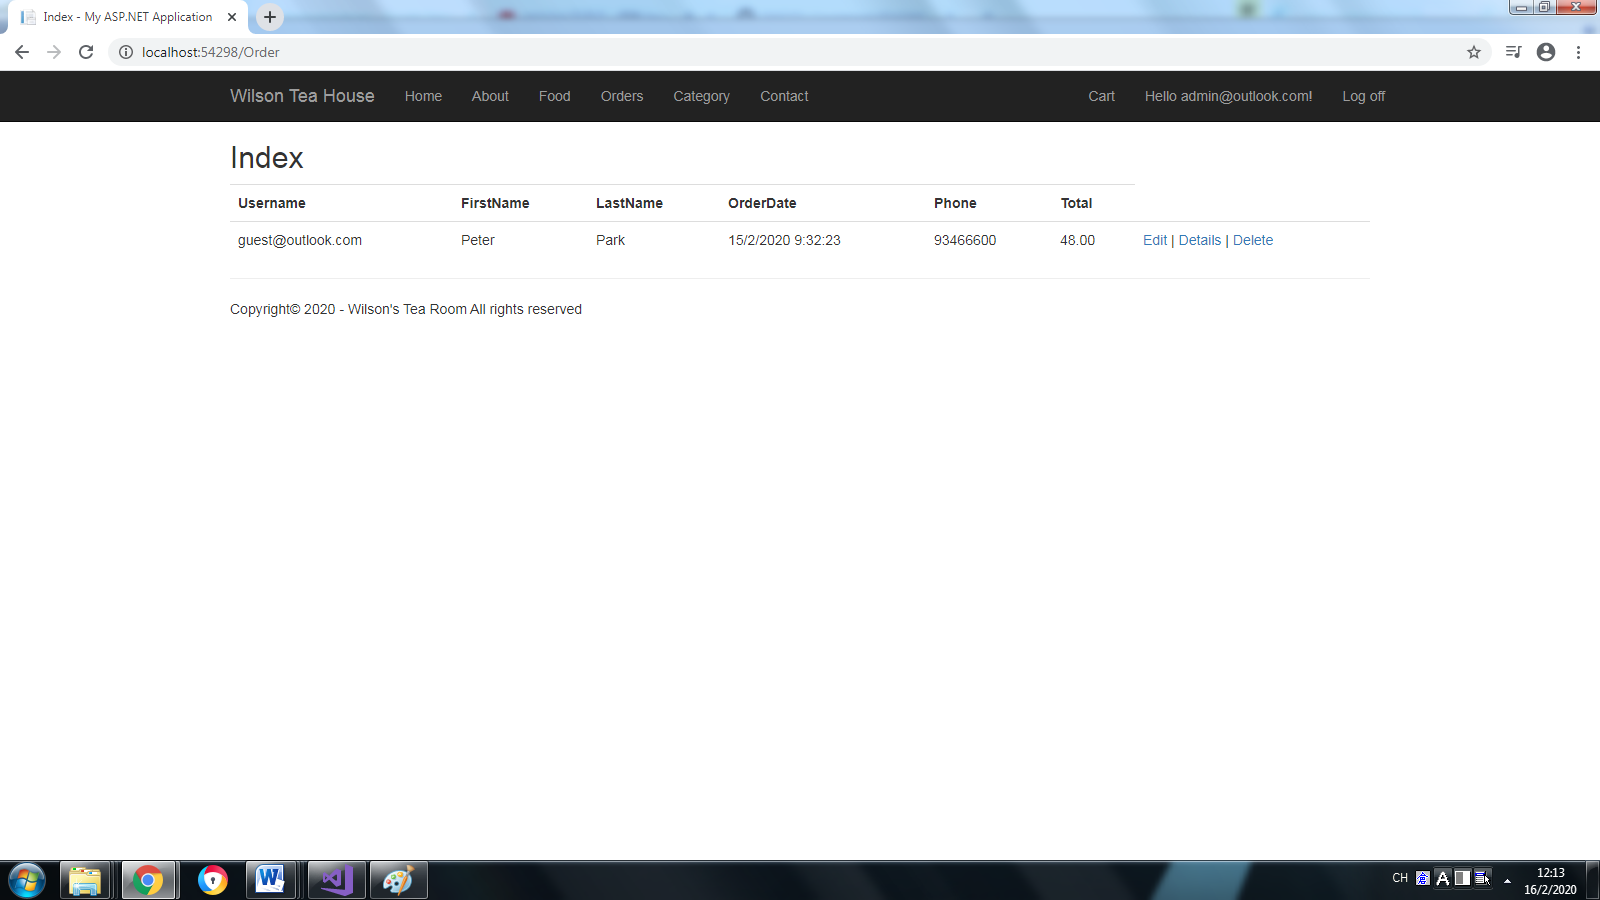 Index - My ASP.NET Application
localhost:54298/Order
Wilson Tea House Home About Food Orders Category Contact Cart Hello admin@outlook.com! Log off
Index
Username FirstName LastName OrderDate Phone Total
guest@outlook.com Peter Park 15/2/2020 9:32:23 93466600 48.00 Edit | Details | Delete
Copyright© 2020 - Wilson's Tea Room All rights reserved
CH A 12:13
16/2/2020